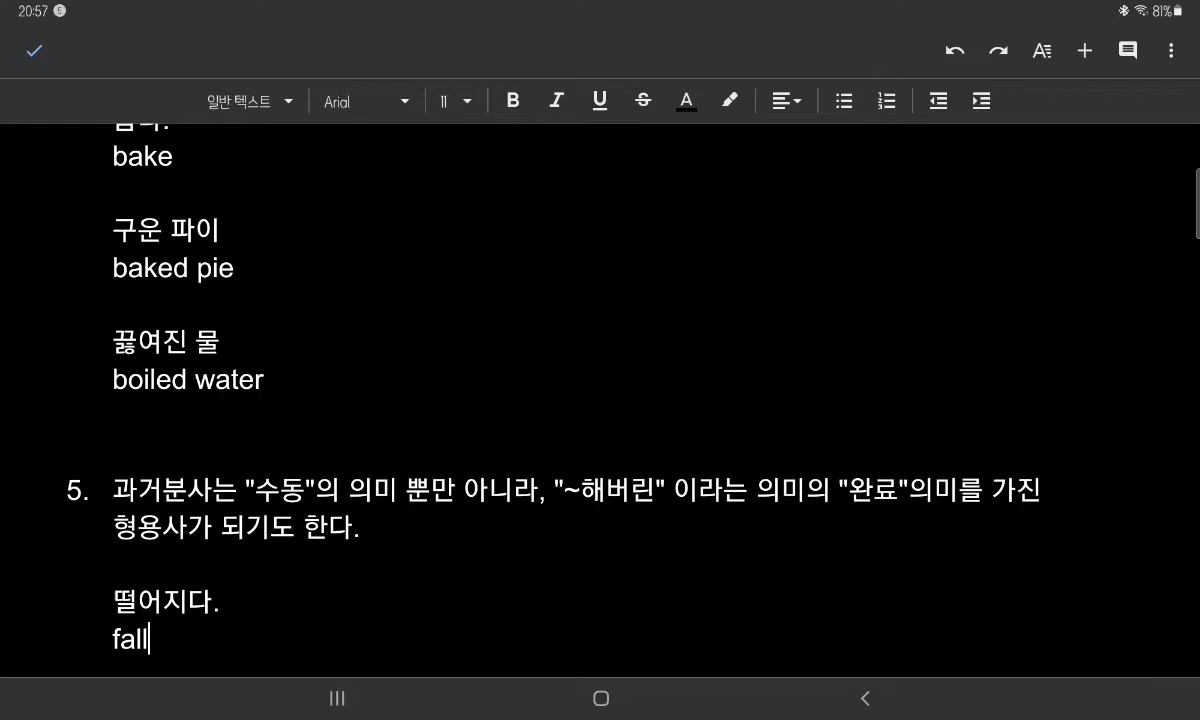 20:57 5 81%
일반 텍스트 Arial 11 B I U S A
bake
구운 파이
baked pie
끓여진 물
boiled water
5. 과거분사는 "수동"의 의미 뿐만 아니라, "~해버린" 이라는 의미의 "완료"의미를 가진
형용사가 되기도 한다.
떨어지다.
fall